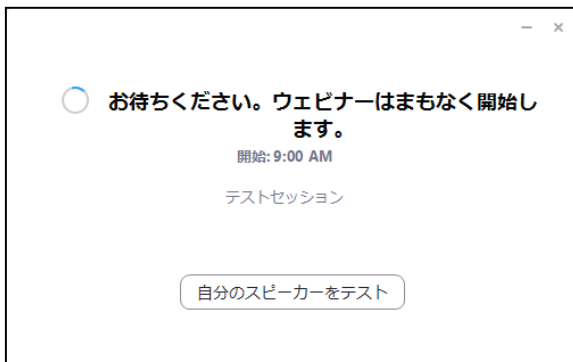 お待ちください。ウェビナーはまもなく開始し
ます。
開始: 9:00 AM
テストセッション
自分のスピーカーをテスト